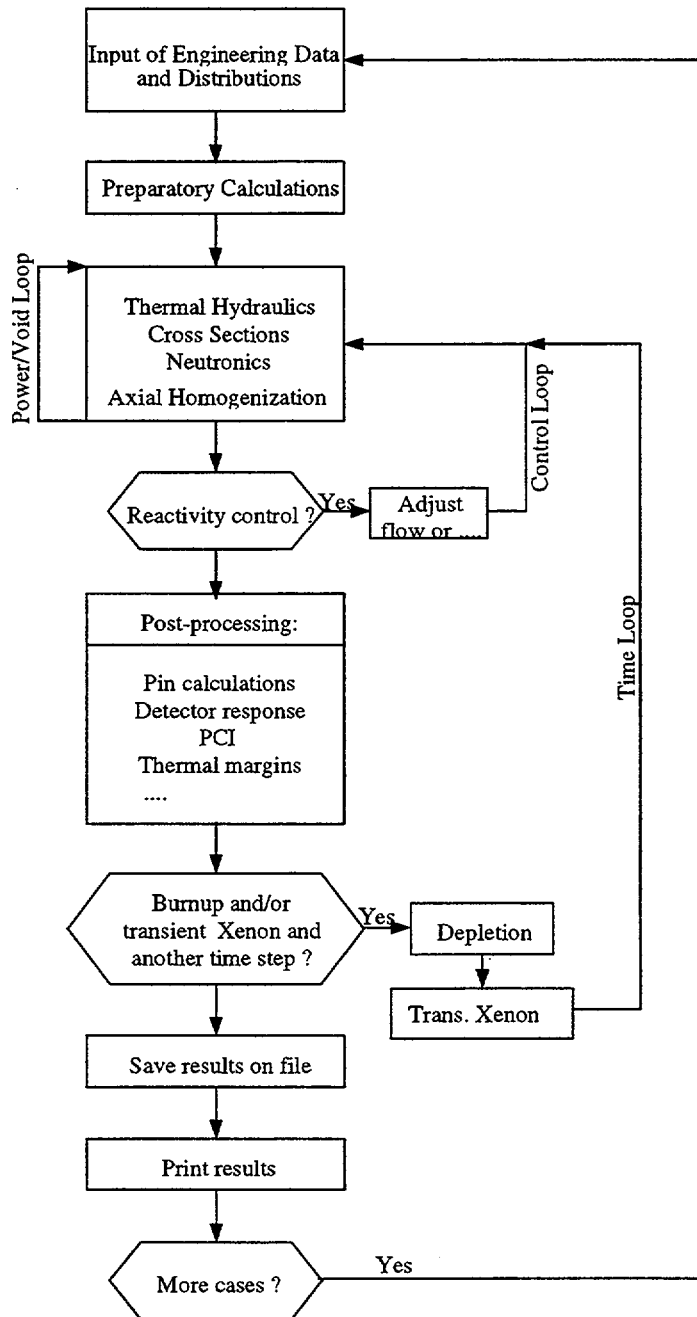 Input of Engineering Data
and Distributions
Preparatory Calculations
Power/Void Loop
Thermal Hydraulics
Cross Sections
Neutronics
Axial Homogenization
Control Loop
Reactivity control ?
Yes
Adjust
flow or ....
Time Loop
Post-processing:
Pin calculations
Detector response
PCI
Thermal margins
....
Burnup and/or
transient Xenon and
another time step ?
Yes
Depletion
Trans. Xenon
Save results on file
Print results
More cases ?
Yes